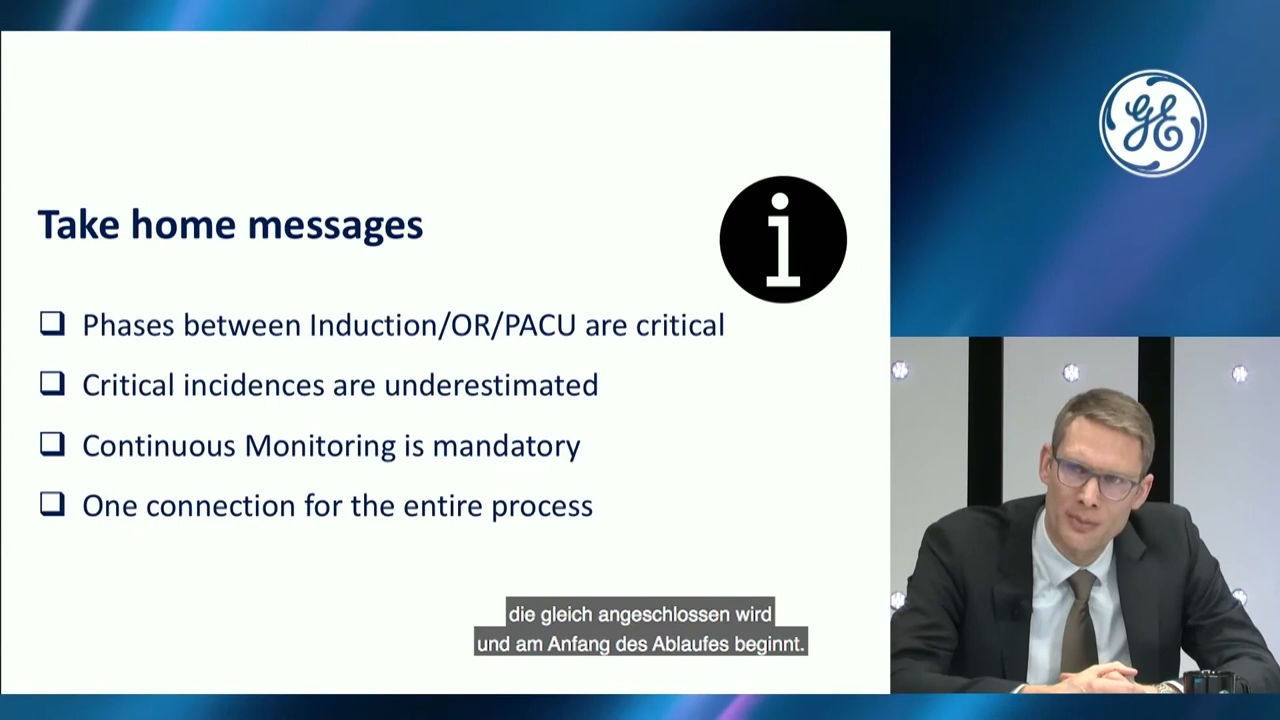 GE
Take home messages
i
❑ Phases between Induction/OR/PACU are critical
❑ Critical incidences are underestimated
❑ Continuous Monitoring is mandatory
❑ One connection for the entire process
die gleich angeschlossen wird
und am Anfang des Ablaufes beginnt.